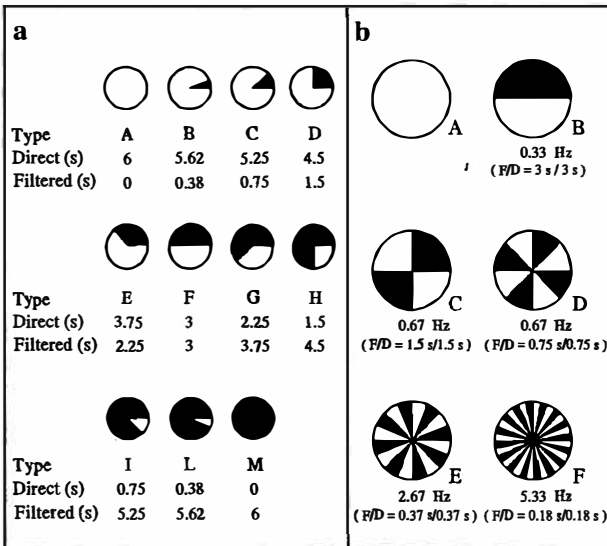 a
Type A B C D
Direct (s) 6 5.62 5.25 4.5
Filtered (s) 0 0.38 0.75 1.5
Type E F G H
Direct (s) 3.75 3 2.25 1.5
Filtered (s) 2.25 3 3.75 4.5
Type I L M
Direct (s) 0.75 0.38 0
Filtered (s) 5.25 5.62 6
b
A B
0.33 Hz
(F/D = 3 s/3 s)
C D
0.67 Hz 0.67 Hz
(F/D = 1.5 s/1.5 s) (F/D = 0.75 s/0.75 s)
E F
2.67 Hz 5.33 Hz
(F/D = 0.37 s/0.37 s) (F/D = 0.18 s/0.18 s)